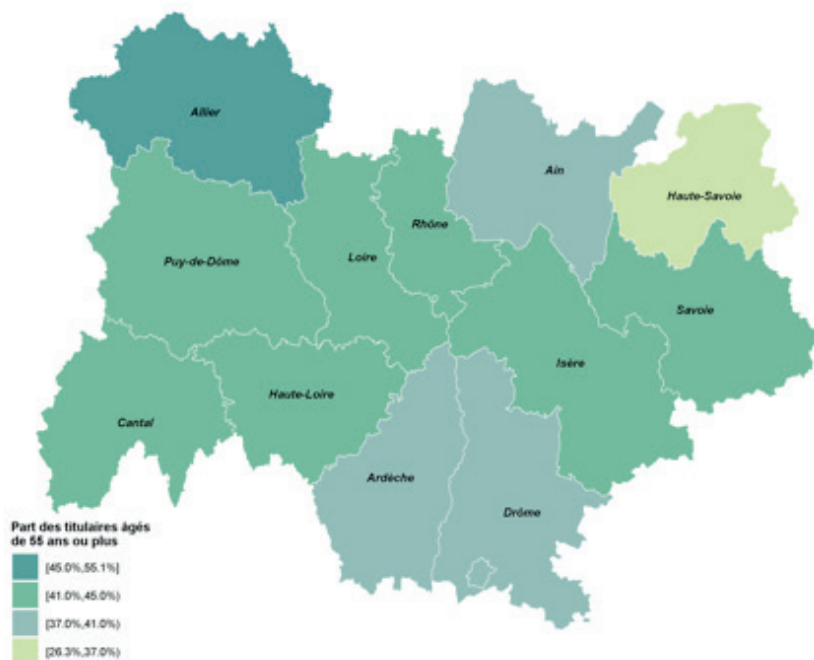 Allier
Ain
Haute-Savoie
Rhône
Puy-de-Dôme
Loire
Savoie
Isère
Haute-Loire
Cantal
Ardèche
Drôme
Part des titulaires âgés
de 55 ans ou plus
[45.0%,55.1%]
[41.0%,45.0%)
[37.0%,41.0%)
[26.3%,37.0%)